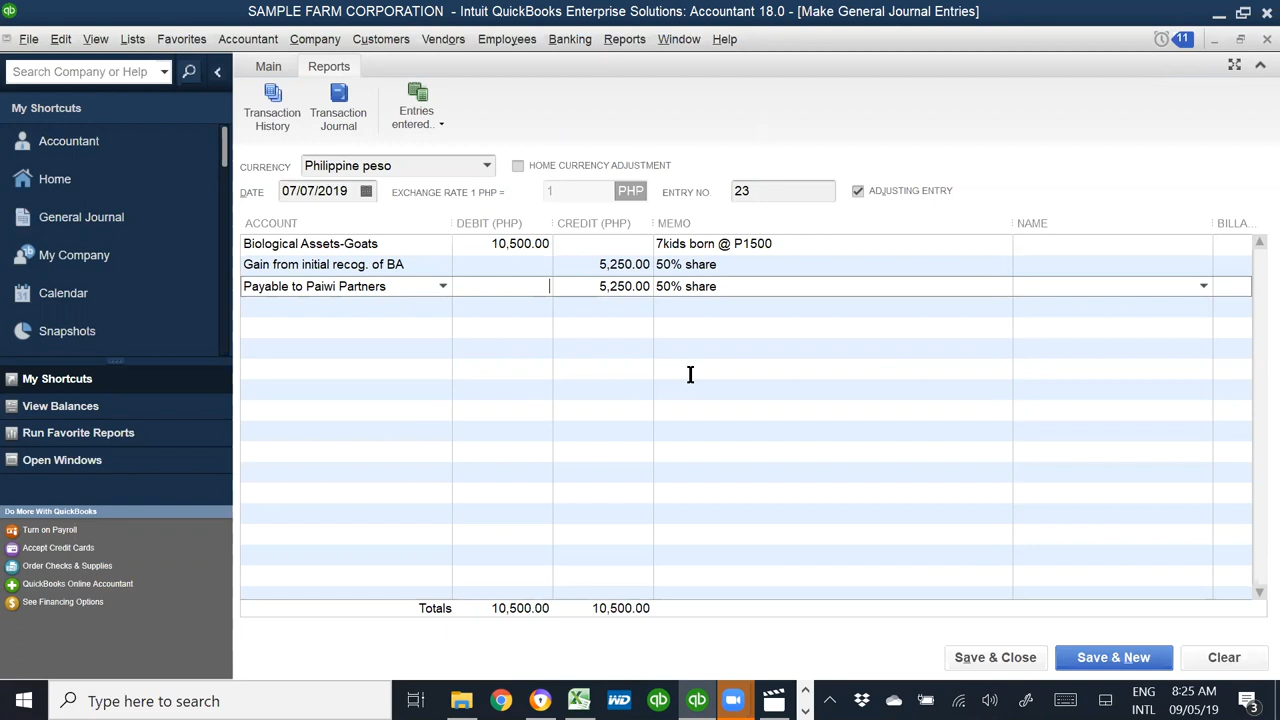 SAMPLE FARM CORPORATION - Intuit QuickBooks Enterprise Solutions: Accountant 18.0 - [Make General Journal Entries]
File Edit View Lists Favorites Accountant Company Customers Vendors Employees Banking Reports Window Help
11
Search Company or Help
My Shortcuts
Accountant
Home
General Journal
My Company
Calendar
31
Snapshots
My Shortcuts
View Balances
Run Favorite Reports
Open Windows
Do More With QuickBooks
Turn on Payroll
Accept Credit Cards
Order Checks & Supplies
QuickBooks Online Accountant
See Financing Options
Main Reports
Transaction History
Transaction Journal
Entries entered..
CURRENCY Philippine peso HOME CURRENCY ADJUSTMENT
DATE 07/07/2019 EXCHANGE RATE 1 PHP = 1 PHP ENTRY NO. 23 ADJUSTING ENTRY
ACCOUNT DEBIT (PHP) CREDIT (PHP) MEMO NAME BILLA...
Biological Assets-Goats 10,500.00 7kids born @ P1500
Gain from initial recog. of BA 5,250.00 50% share
Payable to Paiwi Partners 5,250.00 50% share
Totals 10,500.00 10,500.00
Save & Close Save & New Clear
Type here to search
WD
qb
qb
ENG
INTL
8:25 AM
09/05/19
3